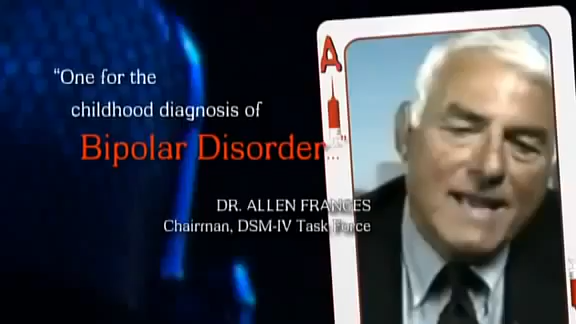 A
"One for the
childhood diagnosis of
Bipolar Disorder"
...
DR. ALLEN FRANCES
Chairman, DSM-IV Task Force